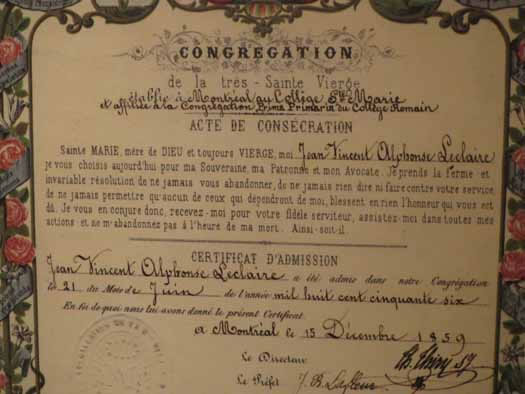 CONGREGATION
de la très-Sainte Vierge
établie à Montréal au Collège Ste Marie
et affiliée à la Congrégation Prima Primaria du Collège Romain
ACTE DE CONSECRATION
Sainte MARIE, mère de DIEU et toujours VIERGE, moi, Jean Vincent Alphonse Leclaire
je vous choisis aujourd'hui pour ma Souveraine, ma Patronne et mon Avocate. Je prends la ferme et
invariable résolution de ne jamais vous abandonner, de ne jamais rien dire ni faire contre votre service,
de ne jamais permettre qu'aucun de ceux qui dépendront de moi, blessent en rien l'honneur qui vous est
dû. Je vous en conjure donc, recevez-moi pour votre fidèle serviteur, assistez-moi dans toutes mes
actions: et ne m'abandonnez pas à l'heure de ma mort. Ainsi-soit-il.
CERTIFICAT D'ADMISSION
Jean Vincent Alphonse Leclaire a été admis dans notre Congrégation
le 21 du Mois de Juin de l'année mil huit cent cinquante six
En foi de quoi nous lui avons donné le présent Certificat.
a Montréal le 15 Décembre 1859
Le Directeur
Le Préfet